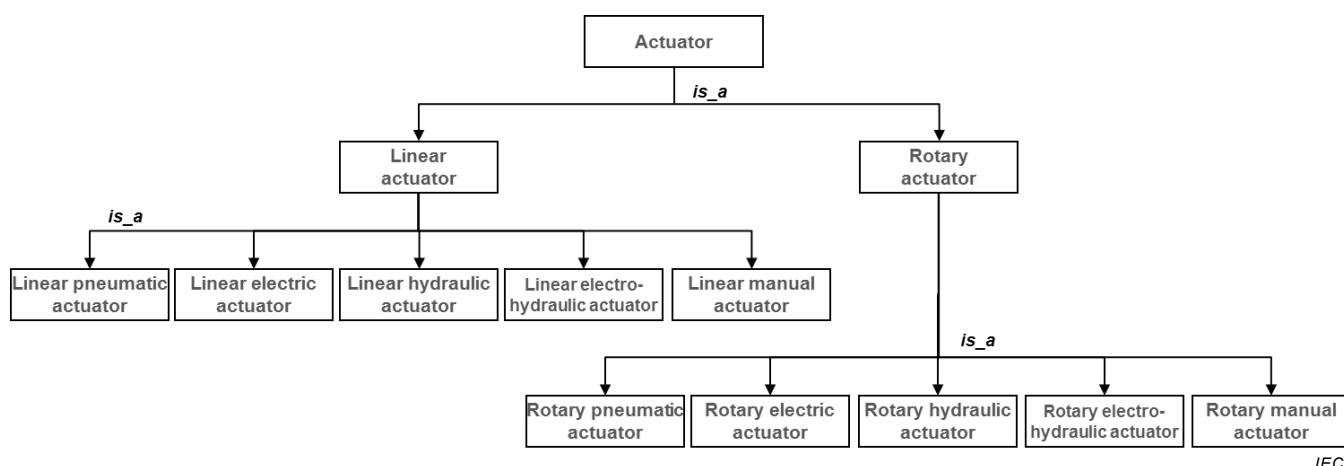 Actuator
is_a
Linear
actuator
Rotary
actuator
is_a
Linear pneumatic
actuator
Linear electric
actuator
Linear hydraulic
actuator
Linear electro-
hydraulic actuator
Linear manual
actuator
is_a
Rotary pneumatic
actuator
Rotary electric
actuator
Rotary hydraulic
actuator
Rotary electro-
hydraulic actuator
Rotary manual
actuator
IEC